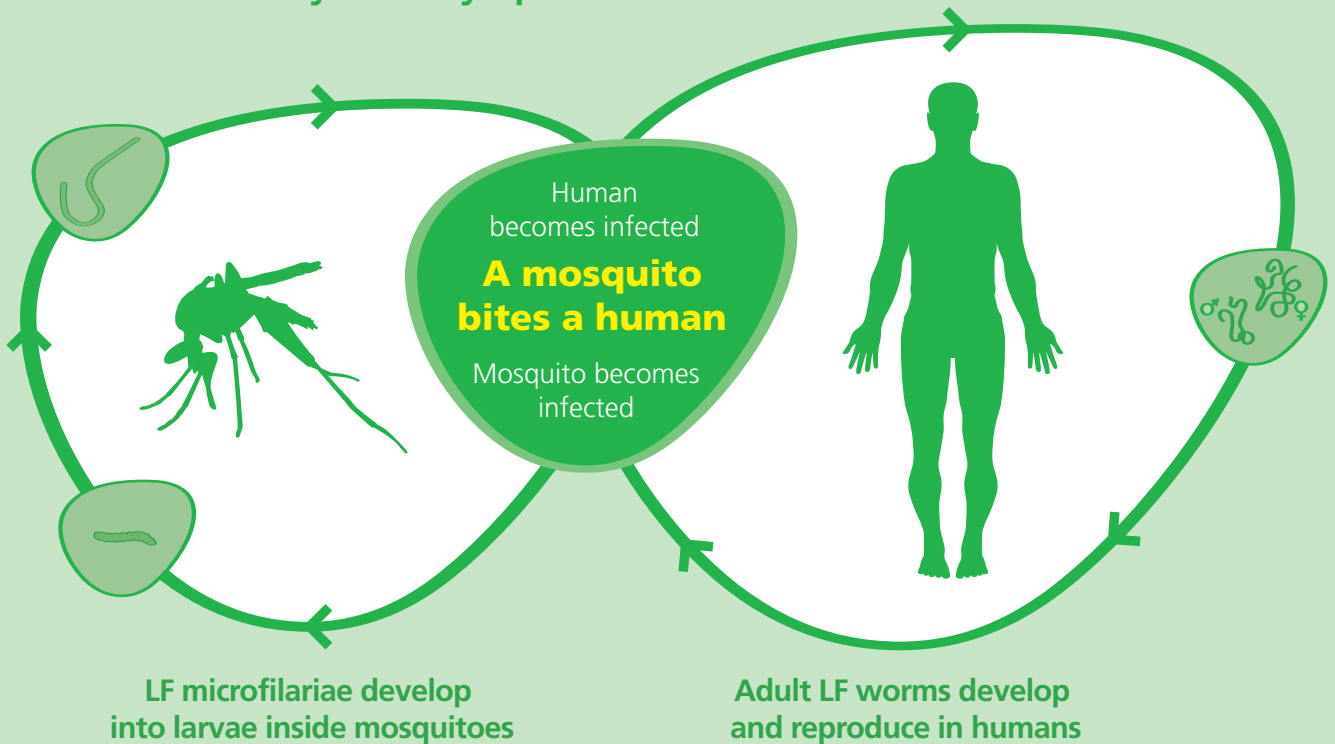 Human
becomes infected
A mosquito
bites a human
Mosquito becomes
infected
LF microfilariae develop
into larvae inside mosquitoes
Adult LF worms develop
and reproduce in humans